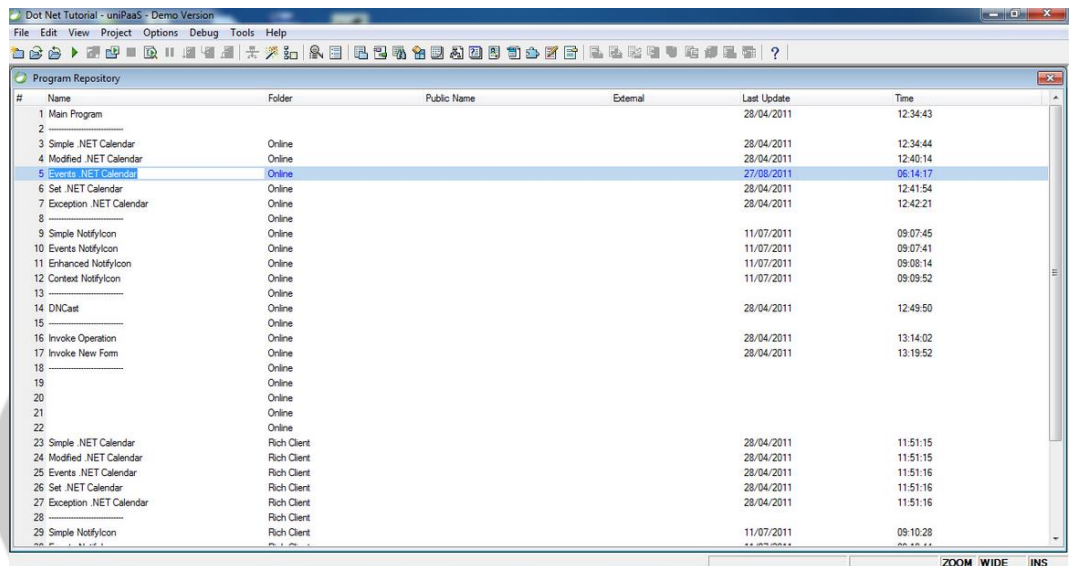 Dot Net Tutorial - uniPaaS - Demo Version
File Edit View Project Options Debug Tools Help
Program Repository
# Name Folder Public Name External Last Update Time
1 Main Program 28/04/2011 12:34:43
2 ----------------------------
3 Simple .NET Calendar Online 28/04/2011 12:34:44
4 Modified .NET Calendar Online 28/04/2011 12:40:14
5 Events .NET Calendar Online 27/08/2011 06:14:17
6 Set .NET Calendar Online 28/04/2011 12:41:54
7 Exception .NET Calendar Online 28/04/2011 12:42:21
8 ---------------------------- Online
9 Simple NotifyIcon Online 11/07/2011 09:07:45
10 Events NotifyIcon Online 11/07/2011 09:07:41
11 Enhanced NotifyIcon Online 11/07/2011 09:08:14
12 Context NotifyIcon Online 11/07/2011 09:09:52
13 ---------------------------- Online
14 DNCast Online 28/04/2011 12:49:50
15 ---------------------------- Online
16 Invoke Operation Online 28/04/2011 13:14:02
17 Invoke New Form Online 28/04/2011 13:19:52
18 ---------------------------- Online
19 Online
20 Online
21 Online
22 Online
23 Simple .NET Calendar Rich Client 28/04/2011 11:51:15
24 Modified .NET Calendar Rich Client 28/04/2011 11:51:15
25 Events .NET Calendar Rich Client 28/04/2011 11:51:16
26 Set .NET Calendar Rich Client 28/04/2011 11:51:16
27 Exception .NET Calendar Rich Client 28/04/2011 11:51:16
28 ---------------------------- Rich Client
29 Simple NotifyIcon Rich Client 11/07/2011 09:10:28
ZOOM WIDE INS